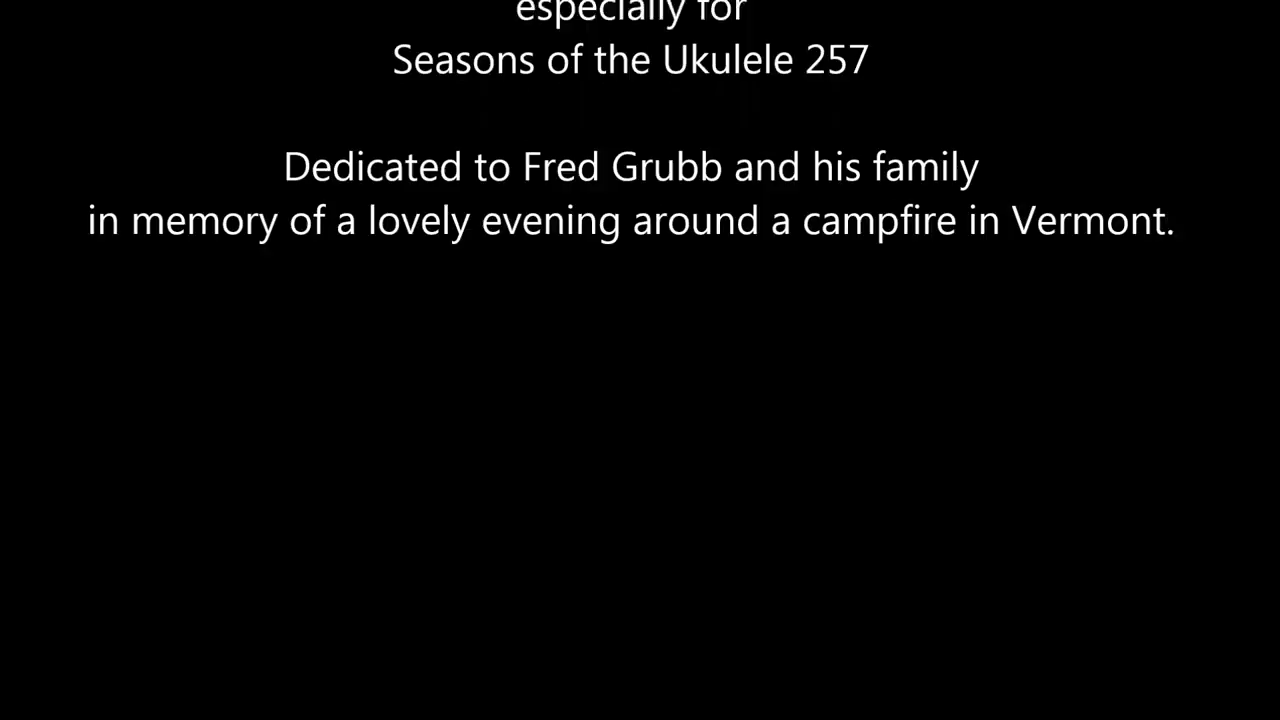 especially for
Seasons of the Ukulele 257
Dedicated to Fred Grubb and his family
in memory of a lovely evening around a campfire in Vermont.